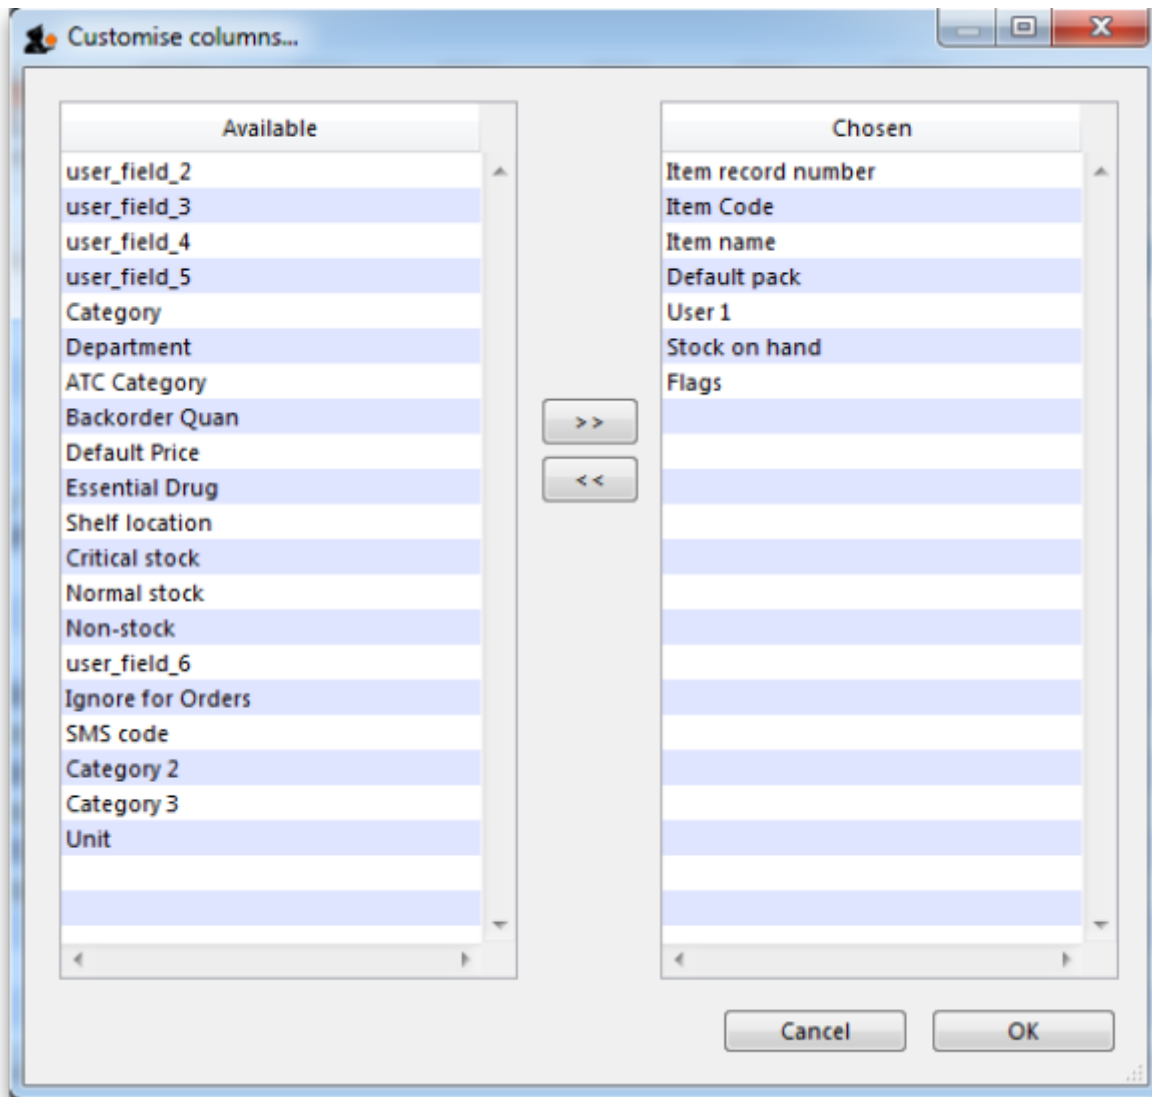 Customise columns...
Available
user_field_2
user_field_3
user_field_4
user_field_5
Category
Department
ATC Category
Backorder Quan
Default Price
Essential Drug
Shelf location
Critical stock
Normal stock
Non-stock
user_field_6
Ignore for Orders
SMS code
Category 2
Category 3
Unit
>>
<<
Chosen
Item record number
Item Code
Item name
Default pack
User 1
Stock on hand
Flags
Cancel
OK